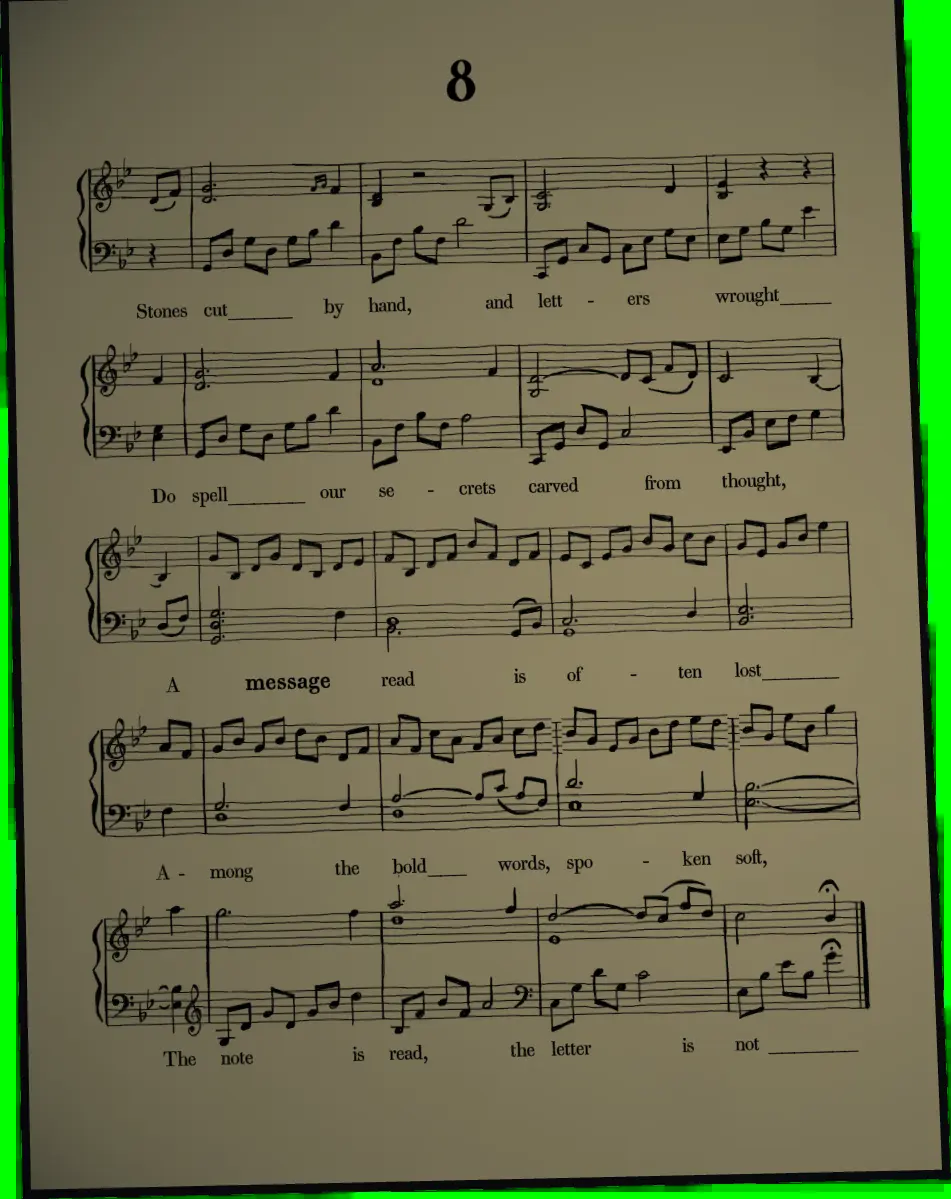 8
Stones cut______ by hand, and lett - ers wrought_____
Do spell_______ our se - crets carved from thought,
A message read is of - ten lost_______
A - mong the bold____ words, spo - ken soft,
The note is read, the letter is not ________